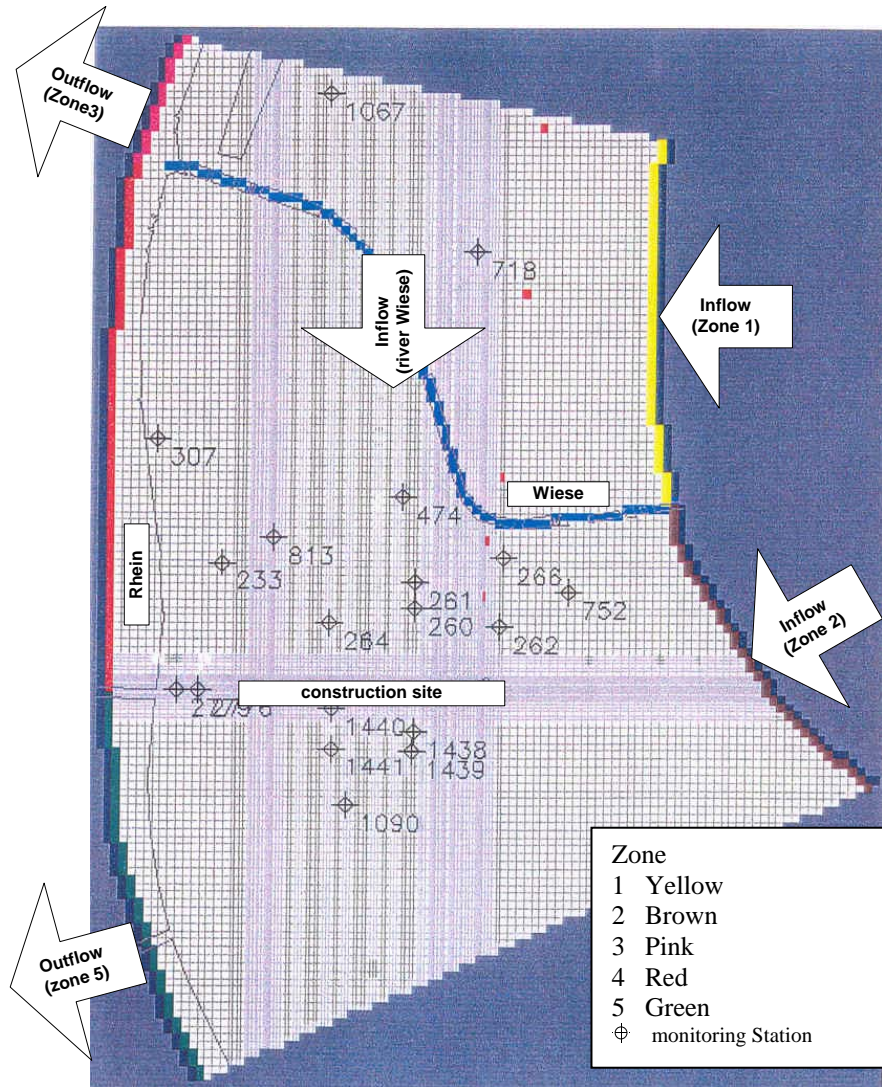 Outflow
(Zone3)
1067
718
Inflow
(Zone 1)
Inflow
(river Wiese)
307
474
Wiese
813
233
266
752
261
260
264
262
Rhein
Inflow
(Zone 2)
construction site
1440
1438
1441
1439
1090
Outflow
(zone 5)
Zone
1 Yellow
2 Brown
3 Pink
4 Red
5 Green
monitoring Station